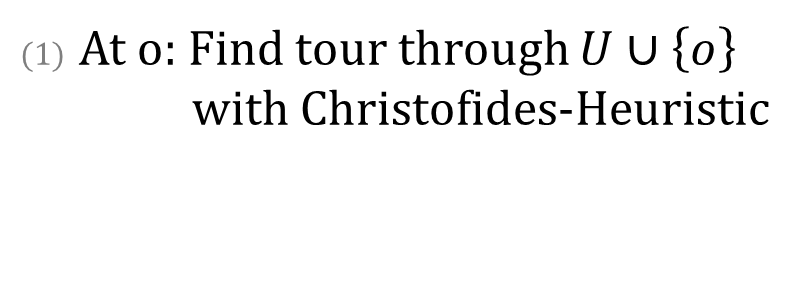 (1) At o: Find tour through U ∪ {o}
with Christofides-Heuristic